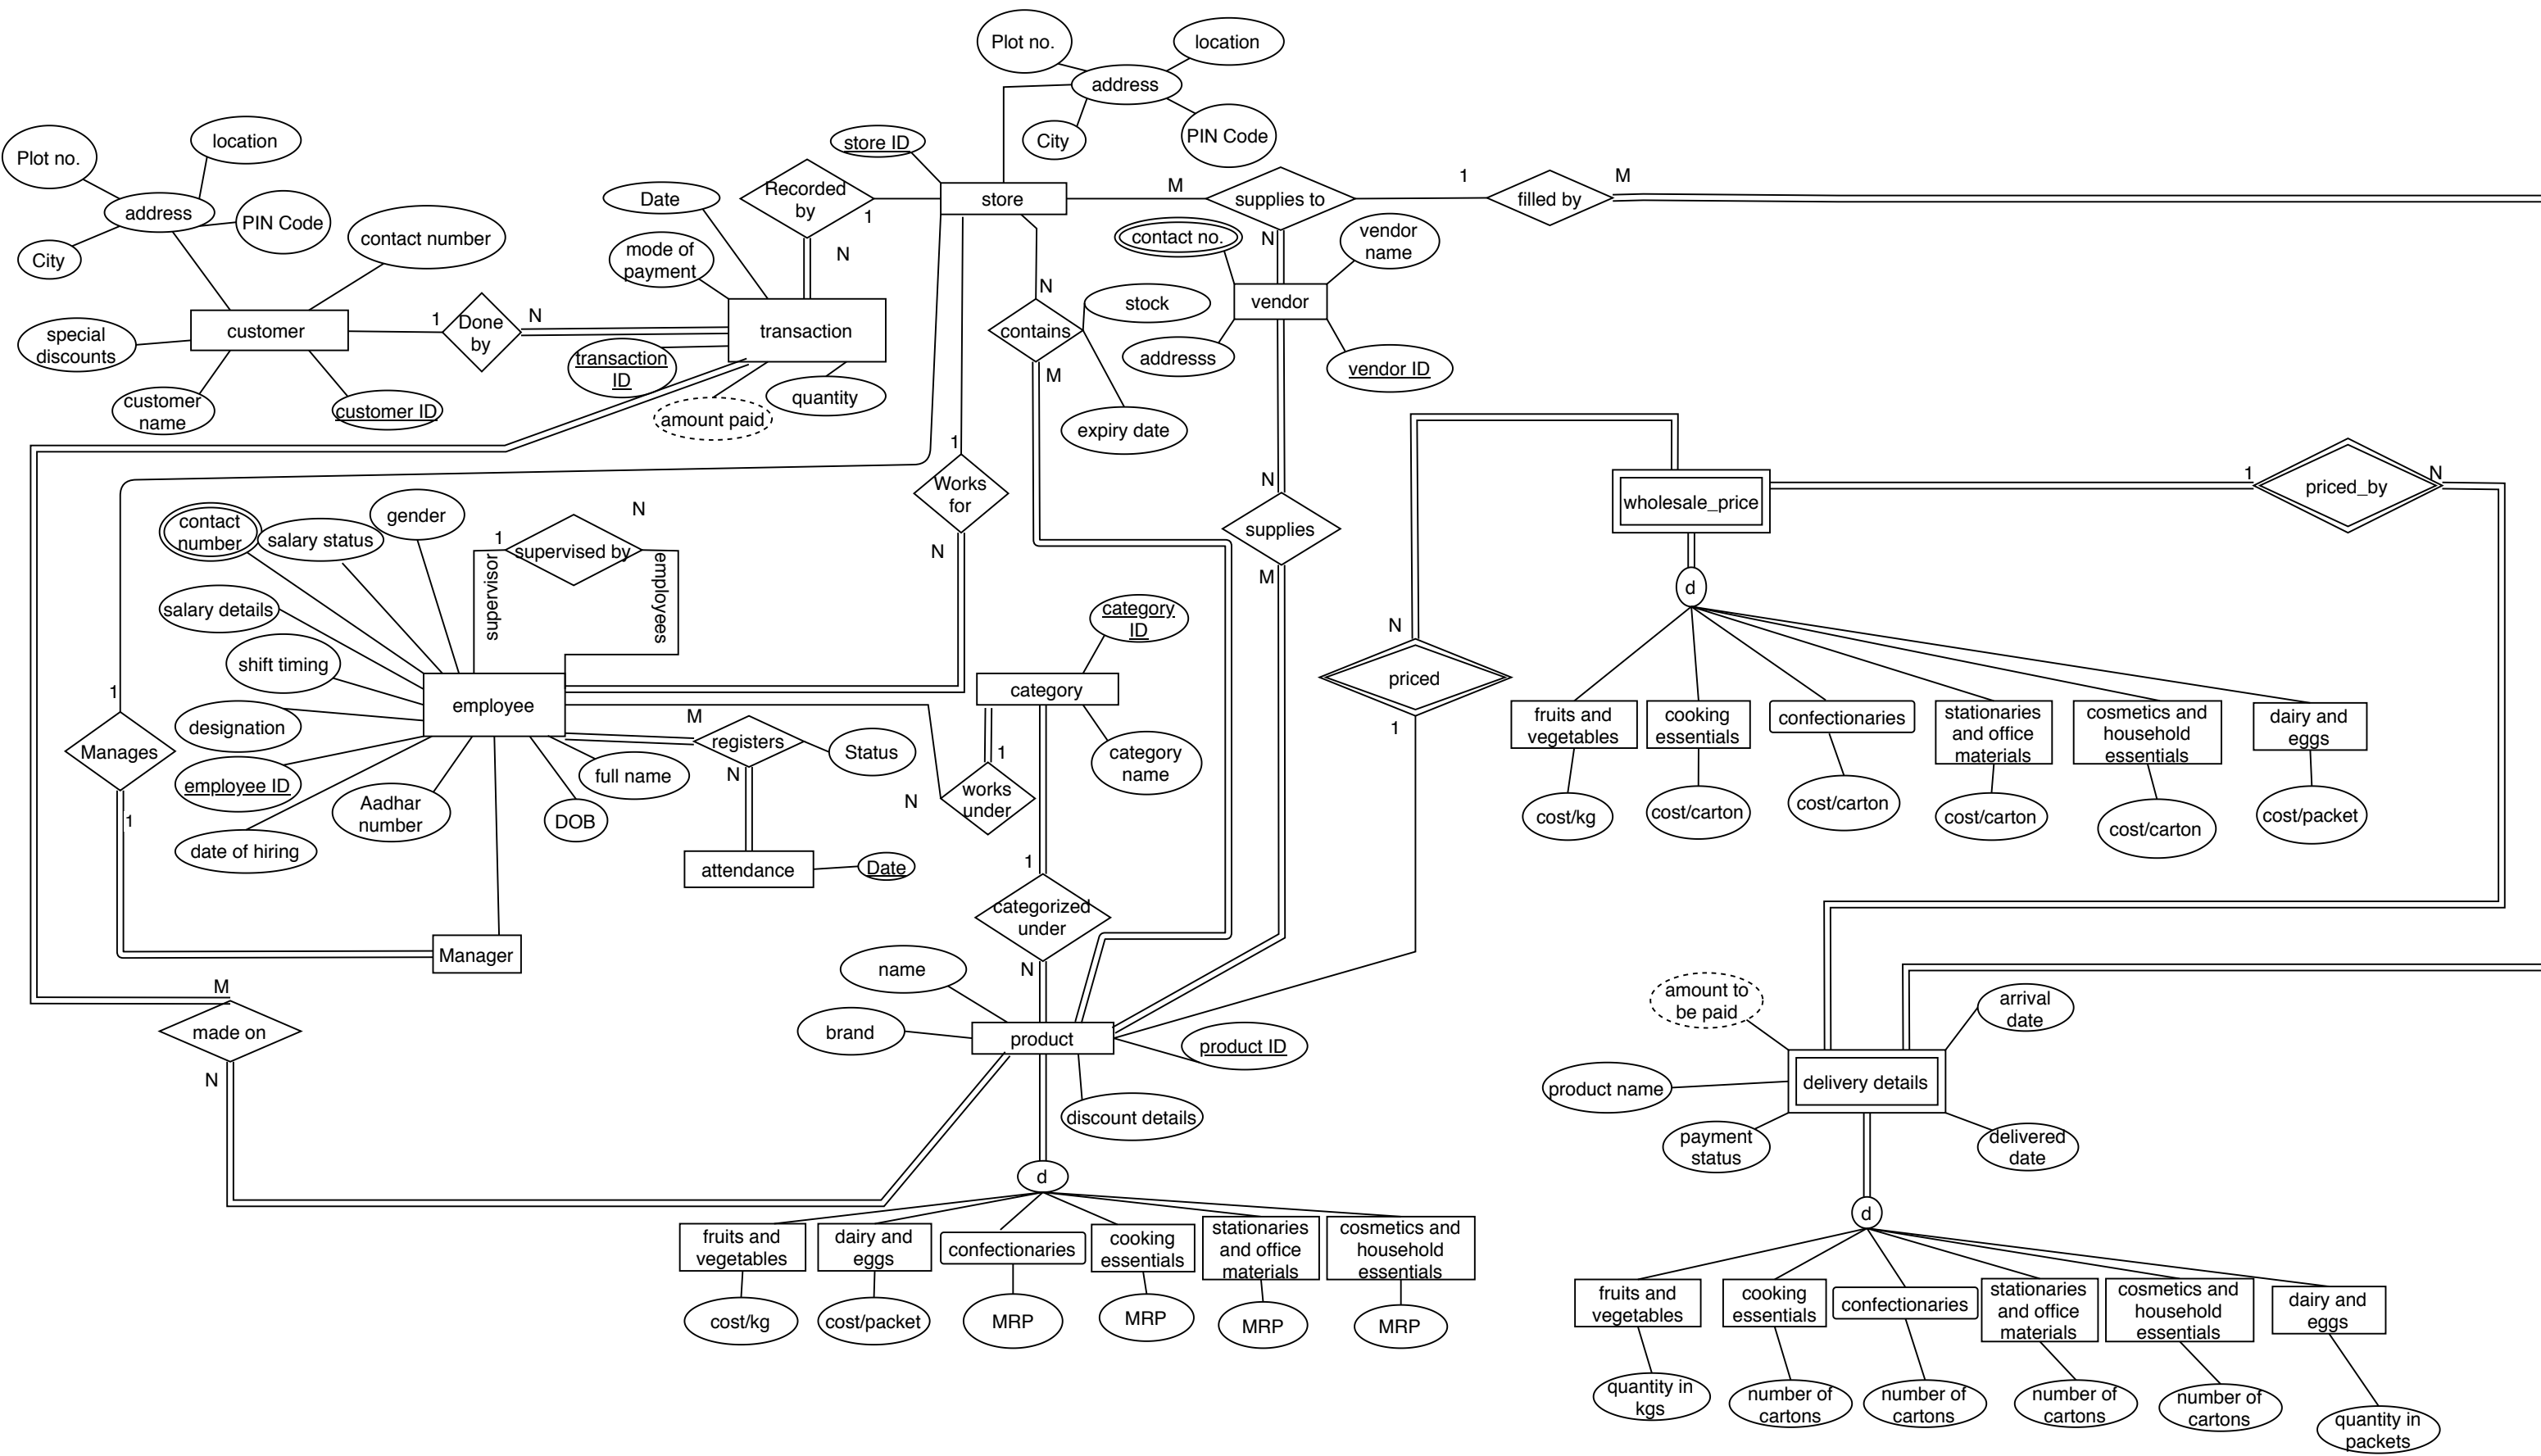 Plot no.
location
address
City
PIN Code
store ID
Plot no.
location
address
PIN Code
City
contact number
Date
Recorded
by
1
N
store
M
supplies to
1
filled by
M
N
mode of
payment
contact no.
vendor
name
vendor
addresss
vendor ID
customer
1
Done
by
N
transaction
special
discounts
customer
name
customer ID
transaction
ID
amount paid
quantity
N
contains
M
stock
expiry date
1
Works
for
N
N
supplies
M
wholesale_price
1
priced_by
N
d
fruits and
vegetables
cooking
essentials
confectionaries
stationaries
and office
materials
cosmetics and
household
essentials
dairy and
eggs
cost/kg
cost/carton
cost/carton
cost/carton
cost/carton
cost/packet
N
priced
1
contact
number
salary status
gender
N
1
supervised by
supervisor
employees
salary details
shift timing
designation
employee ID
date of hiring
Aadhar
number
DOB
full name
employee
M
registers
N
Status
attendance
Date
1
Manages
1
Manager
category
ID
category
category
name
1
works
under
N
1
categorized
under
N
M
made on
N
name
brand
product
product ID
discount details
d
fruits and
vegetables
dairy and
eggs
confectionaries
cooking
essentials
stationaries
and office
materials
cosmetics and
household
essentials
cost/kg
cost/packet
MRP
MRP
MRP
MRP
amount to
be paid
arrival
date
product name
delivery details
payment
status
delivered
date
d
fruits and
vegetables
cooking
essentials
confectionaries
stationaries
and office
materials
cosmetics and
household
essentials
dairy and
eggs
quantity in
kgs
number of
cartons
number of
cartons
number of
cartons
number of
cartons
quantity in
packets